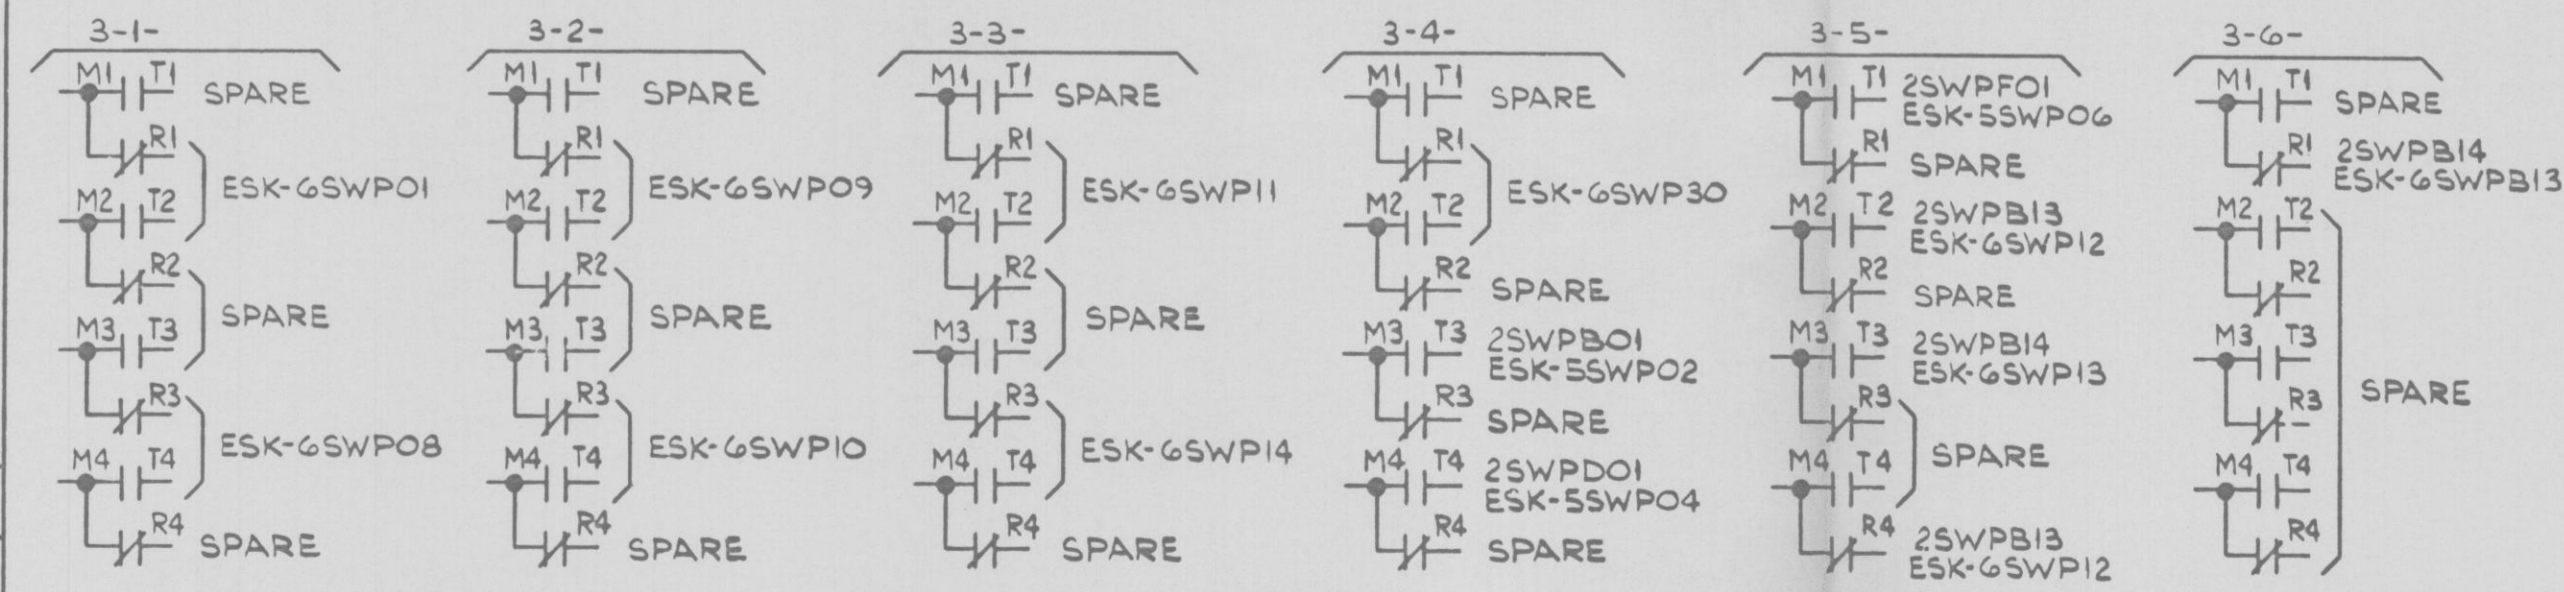 3-1-
M1 T1 SPARE
R1
ESK-6SWP01
M2 T2
R2
SPARE
M3 T3
R3
ESK-6SWP08
M4 T4
R4 SPARE
3-2-
M1 T1 SPARE
R1
ESK-6SWP09
M2 T2
R2
SPARE
M3 T3
R3
ESK-6SWP10
M4 T4
R4 SPARE
3-3-
M1 T1 SPARE
R1
ESK-6SWP11
M2 T2
R2
SPARE
M3 T3
R3
ESK-6SWP14
M4 T4
R4 SPARE
3-4-
M1 T1 SPARE
R1
ESK-6SWP30
M2 T2
R2 SPARE
M3 T3 2SWPB01
ESK-5SWP02
R3 SPARE
M4 T4 2SWPD01
ESK-5SWP04
R4 SPARE
3-5-
M1 T1 2SWPF01
ESK-5SWP06
R1 SPARE
M2 T2 2SWPB13
ESK-6SWP12
R2 SPARE
M3 T3 2SWPB14
ESK-6SWP13
R3
SPARE
M4 T4
R4 2SWPB13
ESK-6SWP12
3-6-
M1 T1 SPARE
R1 2SWPB14
ESK-6SWPB13
M2 T2
R2
M3 T3
SPARE
R3
M4 T4
R4